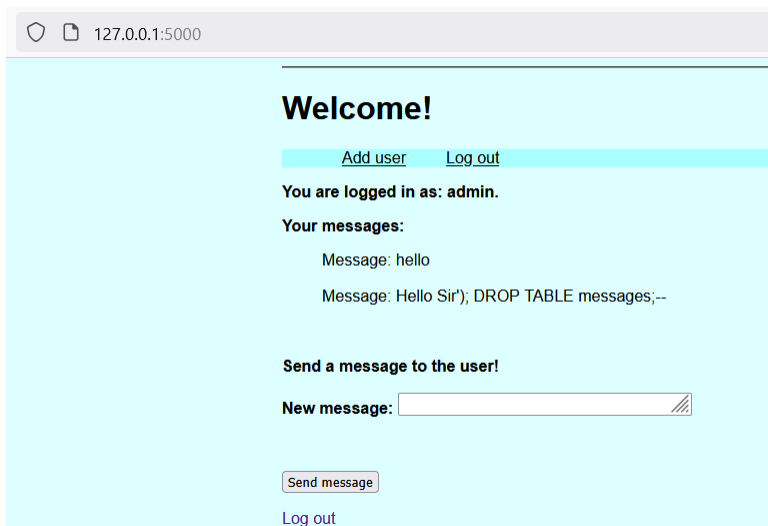 127.0.0.1:5000
Welcome!
Add user Log out
You are logged in as: admin.
Your messages:
Message: hello
Message: Hello Sir'); DROP TABLE messages;--
Send a message to the user!
New message:
Send message
Log out